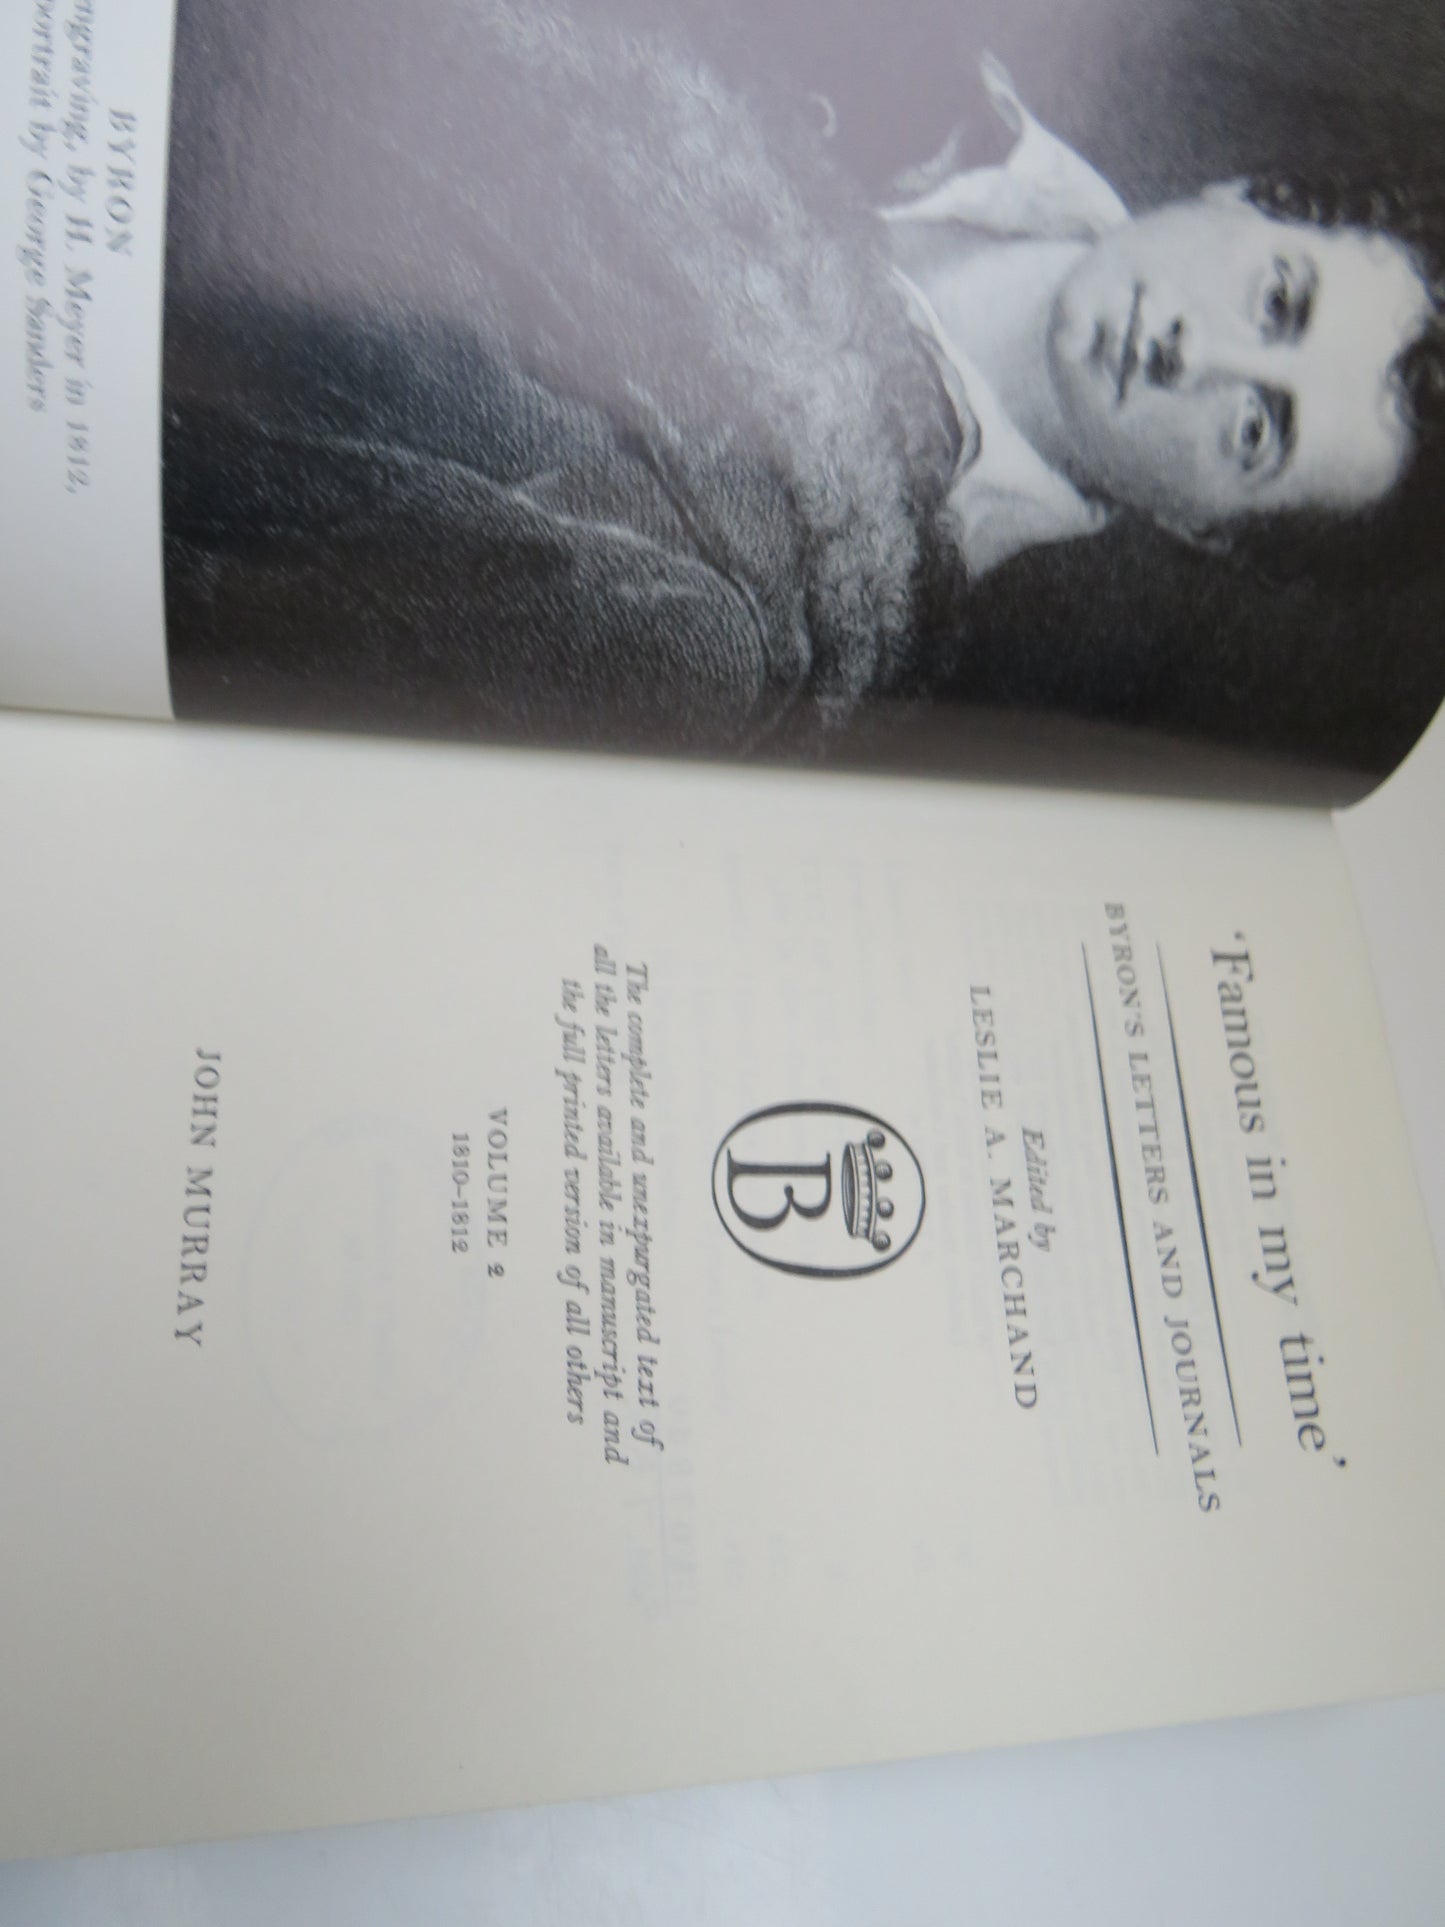 BYRON
engraving, by H. Meyer in 1812,
portrait by George Sanders
'Famous in my time'
BYRON'S LETTERS AND JOURNALS
Edited by
LESLIE A. MARCHAND
B
The complete and unexpurgated text of
all the letters available in manuscript and
the full printed version of all others
VOLUME 2
1810-1812
JOHN MURRAY